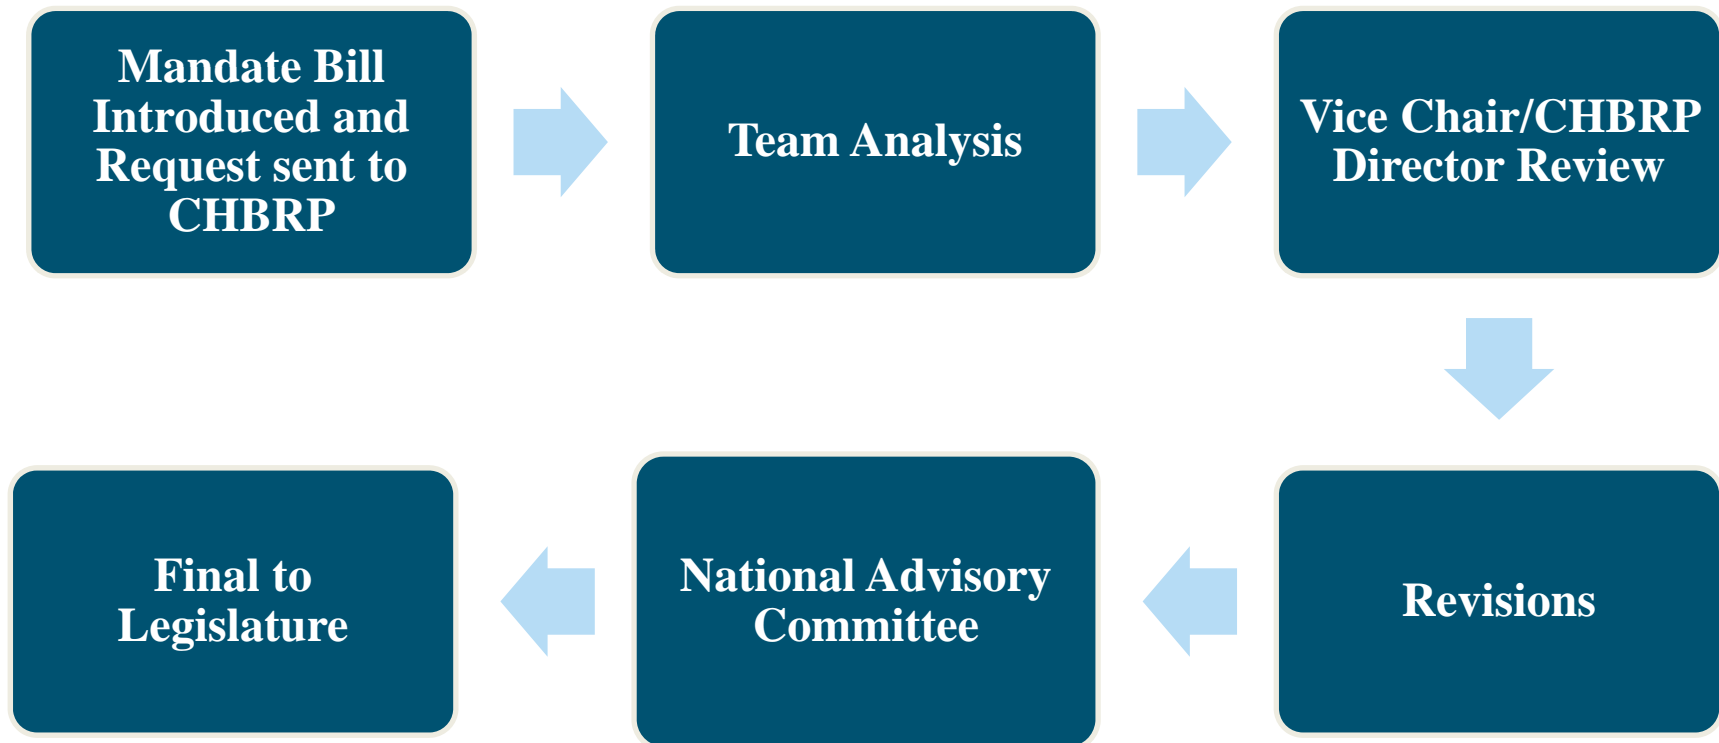 Mandate Bill
Introduced and
Request sent to
CHBRP
Team Analysis
Vice Chair/CHBRP
Director Review
Revisions
National Advisory
Committee
Final to
Legislature